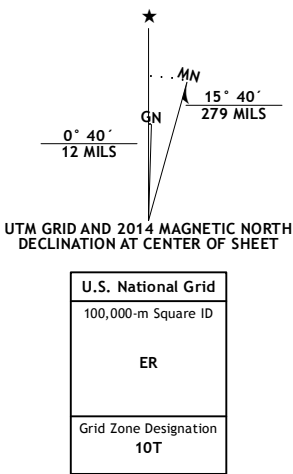 ★
MN
GN
15° 40´
279 MILS
0° 40´
12 MILS
UTM GRID AND 2014 MAGNETIC NORTH
DECLINATION AT CENTER OF SHEET
U.S. National Grid
100,000-m Square ID
ER
Grid Zone Designation
10T